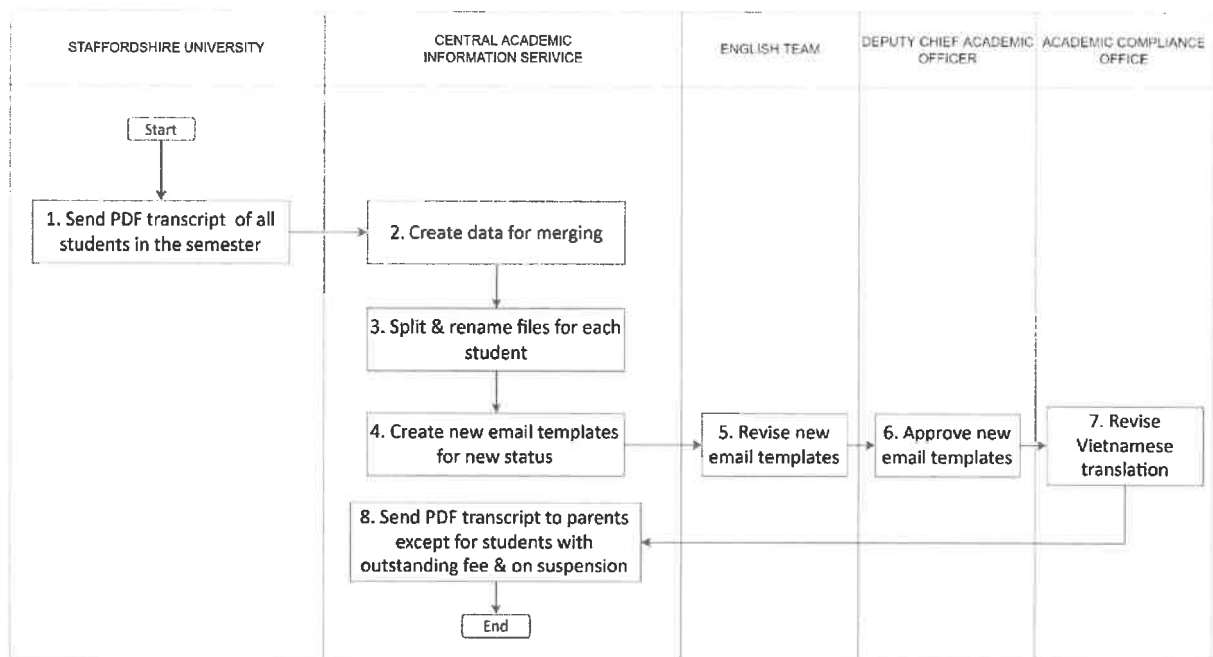 STAFFORDSHIRE UNIVERSITY
CENTRAL ACADEMIC
INFORMATION SERIVICE
ENGLISH TEAM
DEPUTY CHIEF ACADEMIC
OFFICER
ACADEMIC COMPLIANCE
OFFICE
Start
1. Send PDF transcript of all
students in the semester
2. Create data for merging
3. Split & rename files for each
student
4. Create new email templates
for new status
5. Revise new
email templates
6. Approve new
email templates
7. Revise
Vietnamese
translation
8. Send PDF transcript to parents
except for students with
outstanding fee & on suspension
End